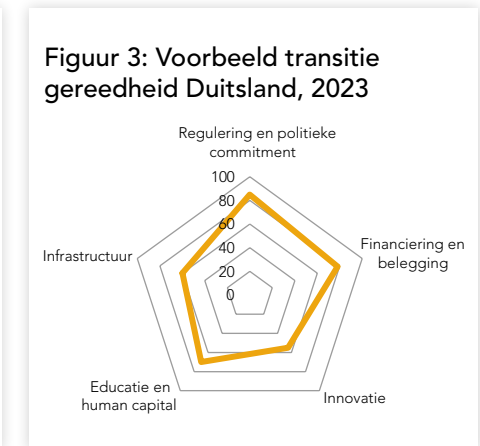 Figuur 3: Voorbeeld transitie
gereedheid Duitsland, 2023
Regulering en politieke
commitment
100
80
60
40
20
0
Financiering en
belegging
Infrastructuur
Educatie en
human capital
Innovatie